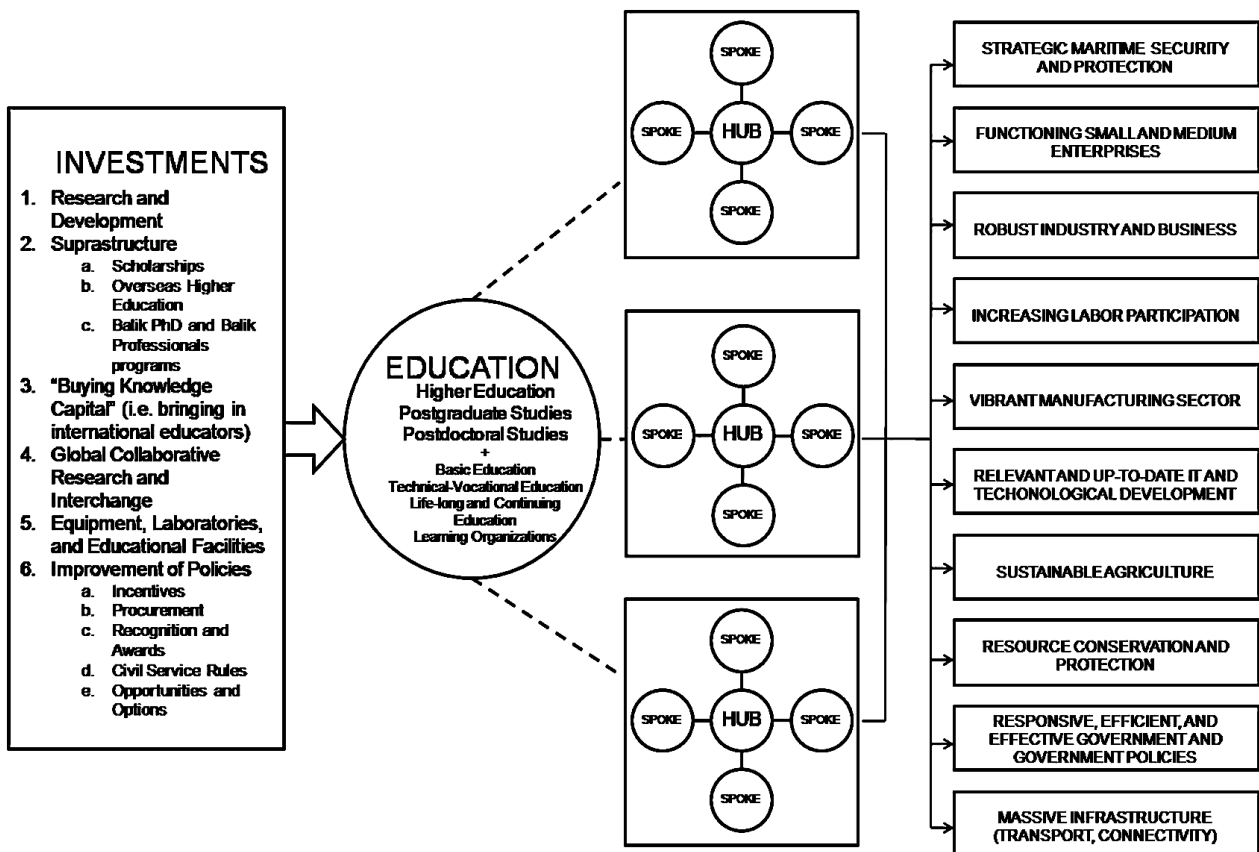 INVESTMENTS
1. Research and
Development
2. Suprastructure
a. Scholarships
b. Overseas Higher
Education
c. Balik PhD and Balik
Professionals
programs
3. "Buying Knowledge
Capital" (i.e. bringing in
international educators)
4. Global Collaborative
Research and
Interchange
5. Equipment, Laboratories,
and Educational Facilities
6. Improvement of Policies
a. Incentives
b. Procurement
c. Recognition and
Awards
d. Civil Service Rules
e. Opportunities and
Options
EDUCATION
Higher Education
Postgraduate Studies
Postdoctoral Studies
+
Basic Education
Technical-Vocational Education
Life-long and Continuing
Education
Learning Organizations
SPOKE
SPOKE HUB SPOKE
SPOKE
SPOKE
SPOKE HUB SPOKE
SPOKE
SPOKE
SPOKE HUB SPOKE
SPOKE
STRATEGIC MARITIME SECURITY
AND PROTECTION
FUNCTIONING SMALL AND MEDIUM
ENTERPRISES
ROBUST INDUSTRY AND BUSINESS
INCREASING LABOR PARTICIPATION
VIBRANT MANUFACTURING SECTOR
RELEVANT AND UP-TO-DATE IT AND
TECHONOLOGICAL DEVELOPMENT
SUSTAINABLE AGRICULTURE
RESOURCE CONSERVATION AND
PROTECTION
RESPONSIVE, EFFICIENT, AND
EFFECTIVE GOVERNMENT AND
GOVERNMENT POLICIES
MASSIVE INFRASTRUCTURE
(TRANSPORT, CONNECTIVITY)